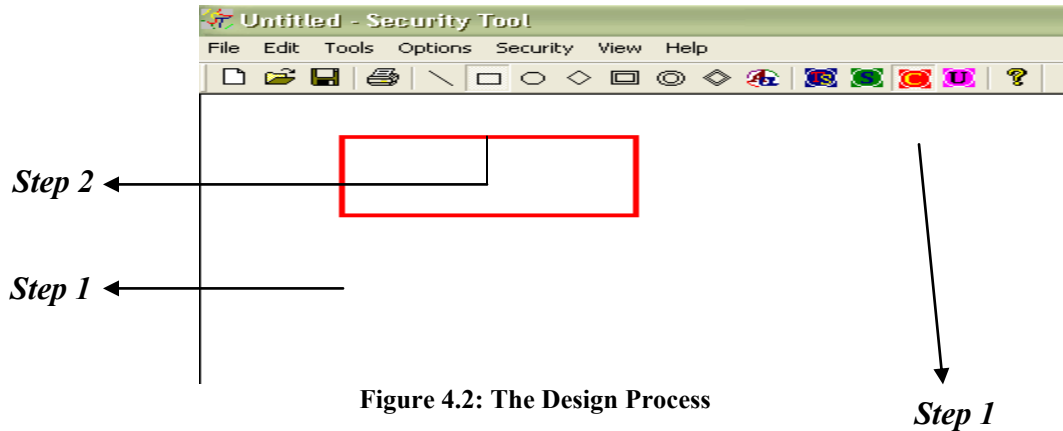 Untitled - Security Tool
File Edit Tools Options Security View Help
TS S C U ?
Step 2
Step 1
Figure 4.2: The Design Process
Step 1